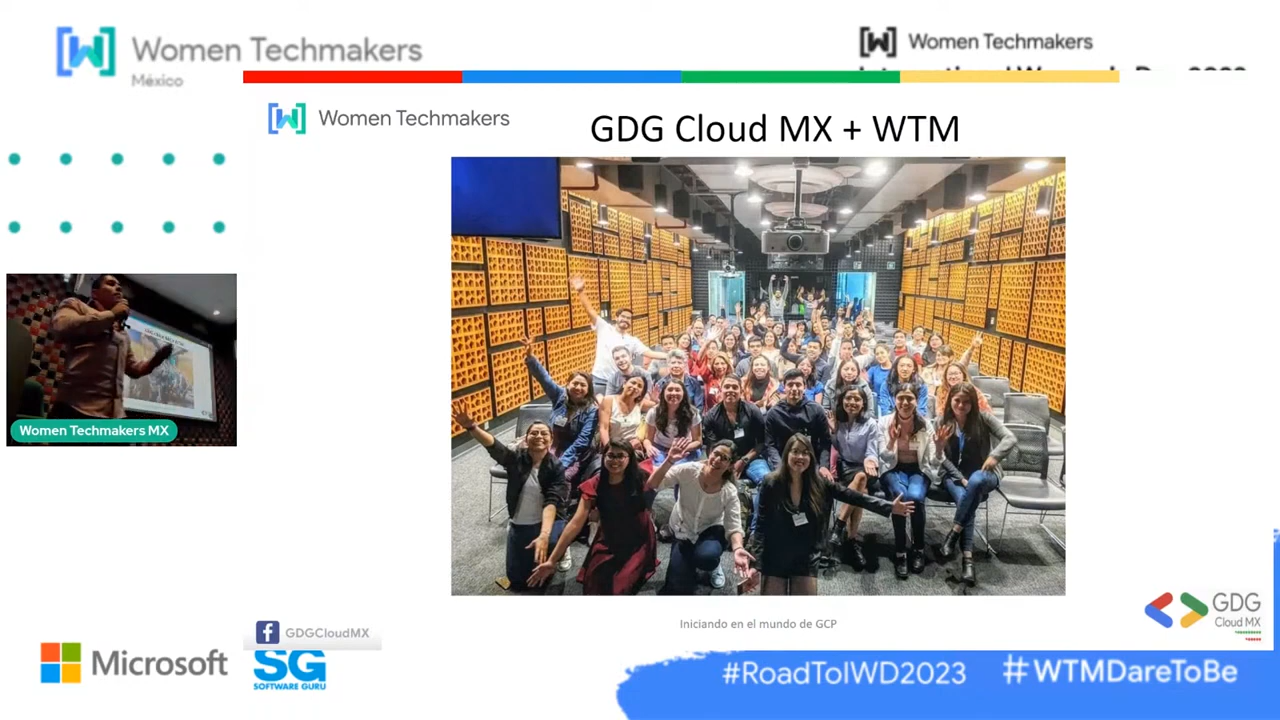 Women Techmakers
México
Women Techmakers
Women Techmakers
GDG Cloud MX + WTM
Women Techmakers MX
Iniciando en el mundo de GCP
GDG
Cloud MX
GDGCloudMX
Microsoft
SG
SOFTWARE GURU
#RoadToIWD2023
#WTMDareToBe